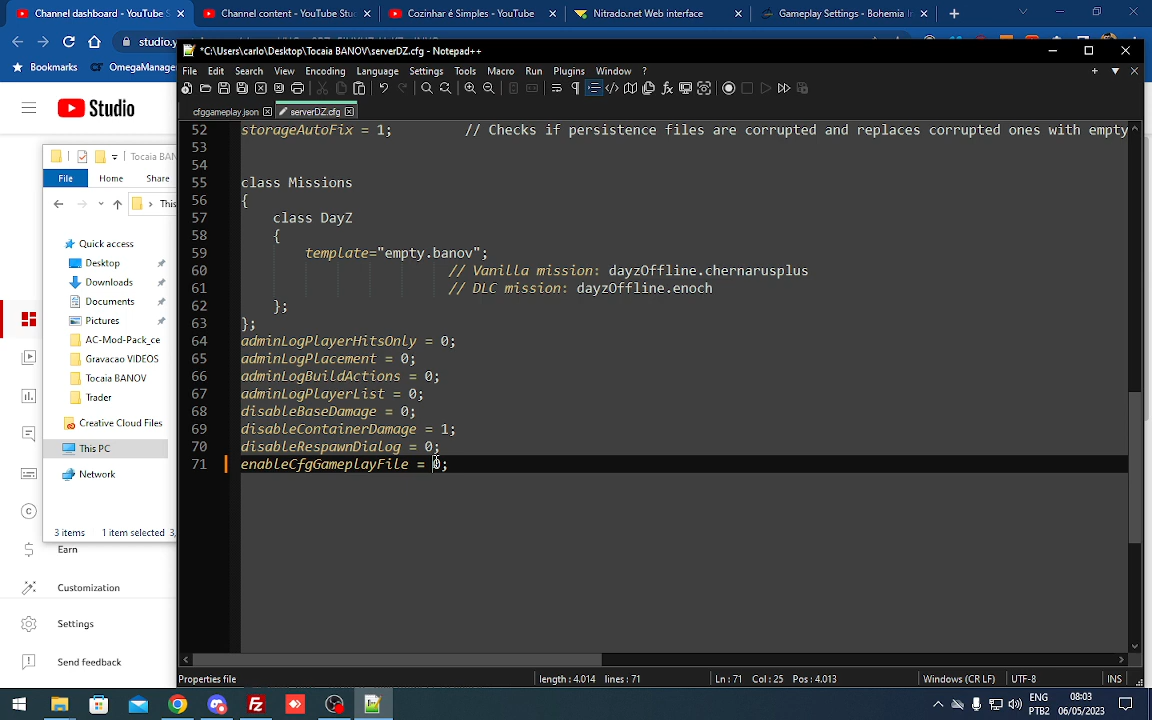 Channel dashboard - YouTube S
Channel content - YouTube Stu
Cozinhar é Simples - YouTube
Nitrado.net Web interface
Gameplay Settings - Bohemia In
studio.y
*C:\Users\carlo\Desktop\Tocaia BANOV\serverDZ.cfg - Notepad++
Bookmarks
OmegaManage
File Edit Search View Encoding Language Settings Tools Macro Run Plugins Window ?
Studio
cfggameplay.json
serverDZ.cfg
52 storageAutoFix = 1; // Checks if persistence files are corrupted and replaces corrupted ones with empty
53
54
55 class Missions
56 {
57 class DayZ
58 {
59 template="empty.banov";
60 // Vanilla mission: dayzOffline.chernarusplus
61 // DLC mission: dayzOffline.enoch
62 };
63 };
64 adminLogPlayerHitsOnly = 0;
65 adminLogPlacement = 0;
66 adminLogBuildActions = 0;
67 adminLogPlayerList = 0;
68 disableBaseDamage = 0;
69 disableContainerDamage = 1;
70 disableRespawnDialog = 0;
71 enableCfgGameplayFile = 0;
Tocaia BAN
File Home Share
This
Quick access
Desktop
Downloads
Documents
Pictures
AC-Mod-Pack_ce
Gravacao VIDEOS
Tocaia BANOV
Trader
Creative Cloud Files
This PC
Network
3 items 1 item selected 3,
Earn
Customization
Settings
Send feedback
Properties file
length : 4.014 lines : 71
Ln : 71 Col : 25 Pos : 4.013
Windows (CR LF)
UTF-8
INS
ENG
PTB2
08:03
06/05/2023